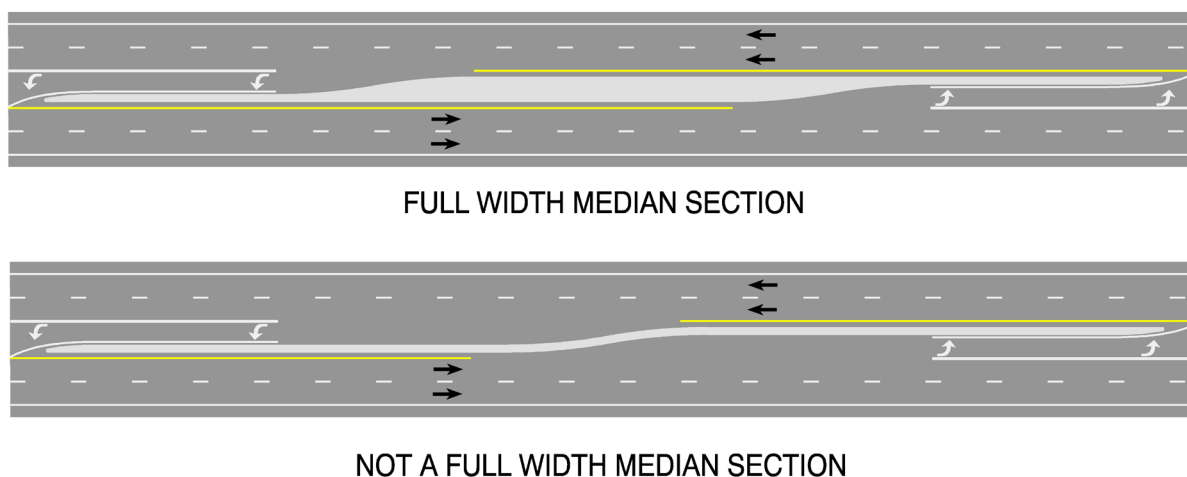 FULL WIDTH MEDIAN SECTION
NOT A FULL WIDTH MEDIAN SECTION